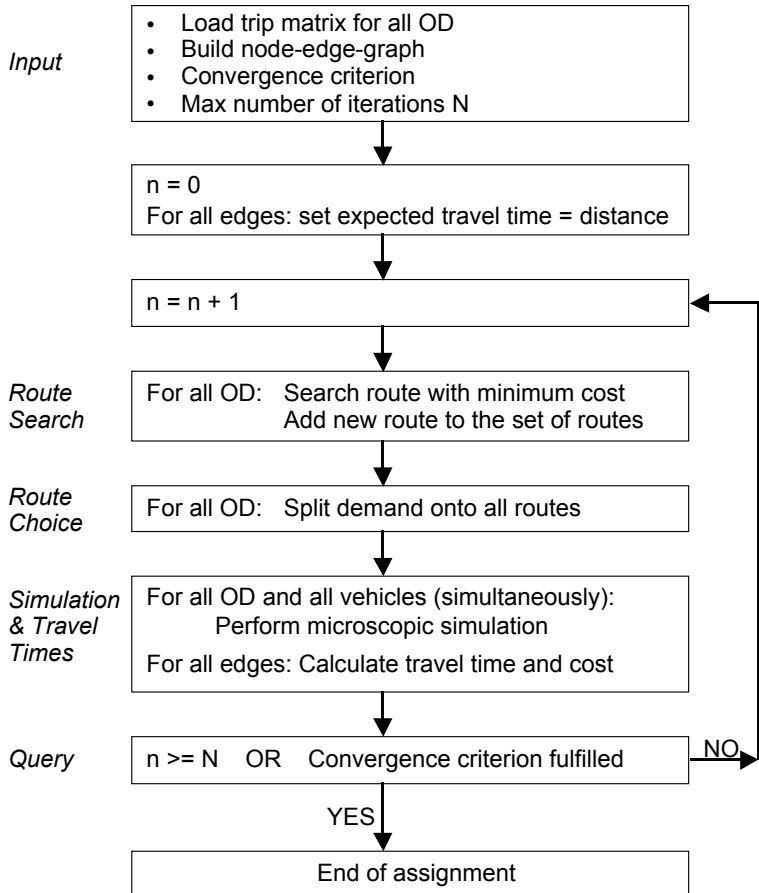 Input
• Load trip matrix for all OD
• Build node-edge-graph
• Convergence criterion
• Max number of iterations N
n = 0
For all edges: set expected travel time = distance
n = n + 1
Route
Search
For all OD: Search route with minimum cost
Add new route to the set of routes
Route
Choice
For all OD: Split demand onto all routes
Simulation
& Travel
Times
For all OD and all vehicles (simultaneously):
Perform microscopic simulation
For all edges: Calculate travel time and cost
Query
n >= N OR Convergence criterion fulfilled
NO
YES
End of assignment